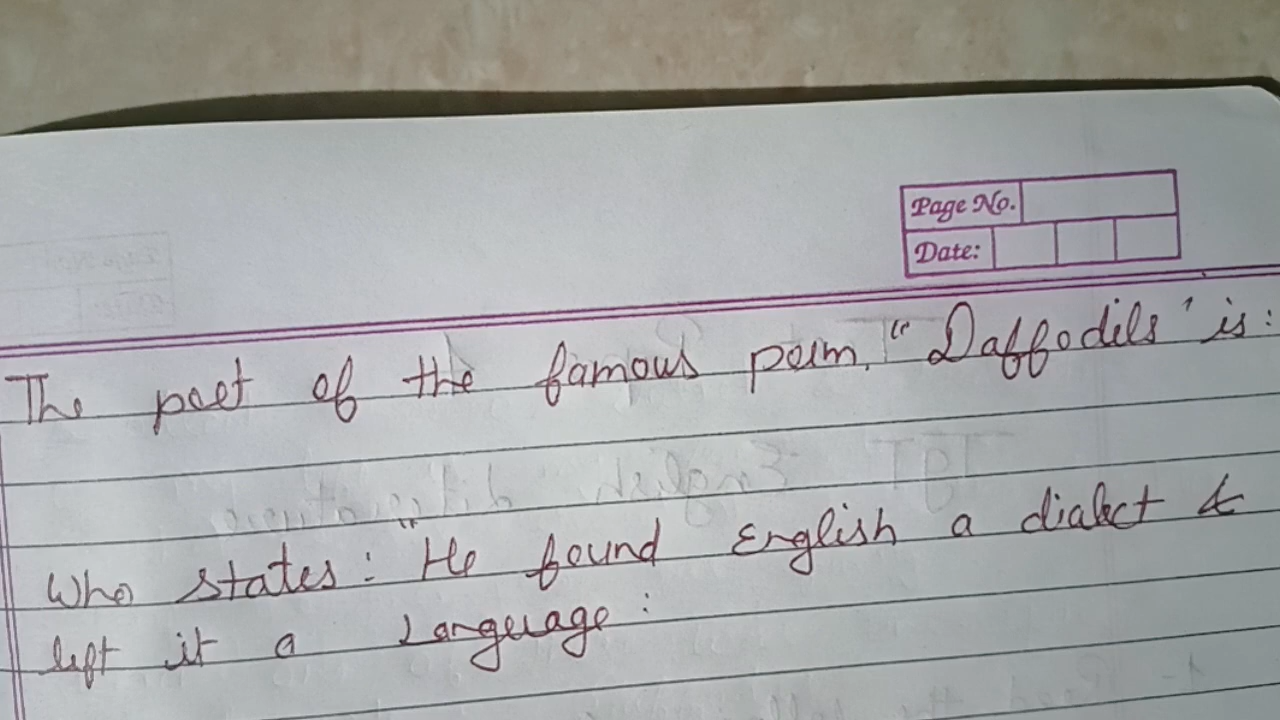 Page No.
Date:
The poet of the famous poem, "Daffodils' is:
Who states: "He found English a dialect &
left it a Language: